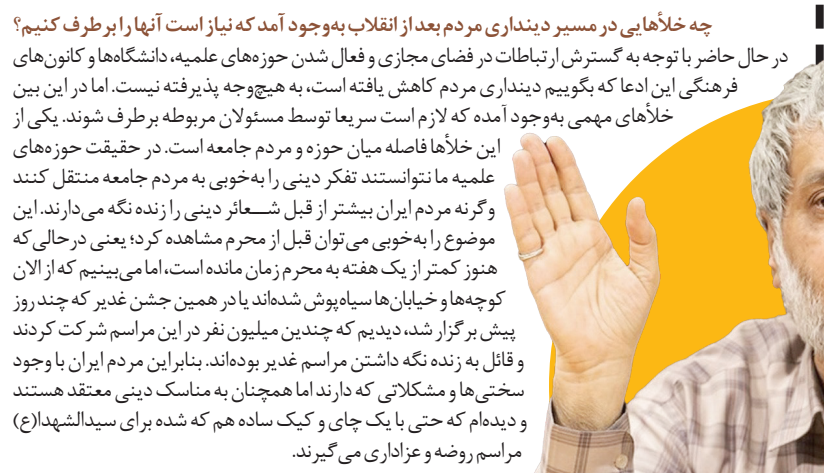 چه خلأهایی در مسیر دینداری مردم بعد از انقلاب به‌وجود آمد که نیاز است آنها را برطرف کنیم؟
در حال حاضر با توجه به گسترش ارتباطات در فضای مجازی و فعال شدن حوزه‌های علمیه، دانشگاه‌ها و کانون‌های
فرهنگی این ادعا که بگوییم دینداری مردم کاهش یافته است، به هیچ‌وجه پذیرفته نیست. اما در این بین
خلأهای مهمی به‌وجود آمده که لازم است سریعا توسط مسئولان مربوطه برطرف شوند. یکی از
این خلأها فاصله میان حوزه و مردم جامعه است. در حقیقت حوزه‌های
علمیه ما نتوانستند تفکر دینی را به‌خوبی به مردم جامعه منتقل کنند
وگرنه مردم ایران بیشتر از قبل شعائر دینی را زنده نگه می‌دارند. این
موضوع را به‌خوبی می‌توان قبل از محرم مشاهده کرد؛ یعنی درحالی‌که
هنوز کمتر از یک هفته به محرم زمان مانده است، اما می‌بینیم که از الان
کوچه‌ها و خیابان‌ها سیاه‌پوش شده‌اند یا در همین جشن غدیر که چند روز
پیش برگزار شد، دیدیم که چندین میلیون نفر در این مراسم شرکت کردند
و قائل به زنده نگه داشتن مراسم غدیر بوده‌اند. بنابراین مردم ایران با وجود
سختی‌ها و مشکلاتی که دارند اما همچنان به مناسک دینی معتقد هستند
و دیده‌ام که حتی با یک چای و کیک ساده هم که شده برای سیدالشهدا(ع)
مراسم روضه و عزاداری می‌گیرند.